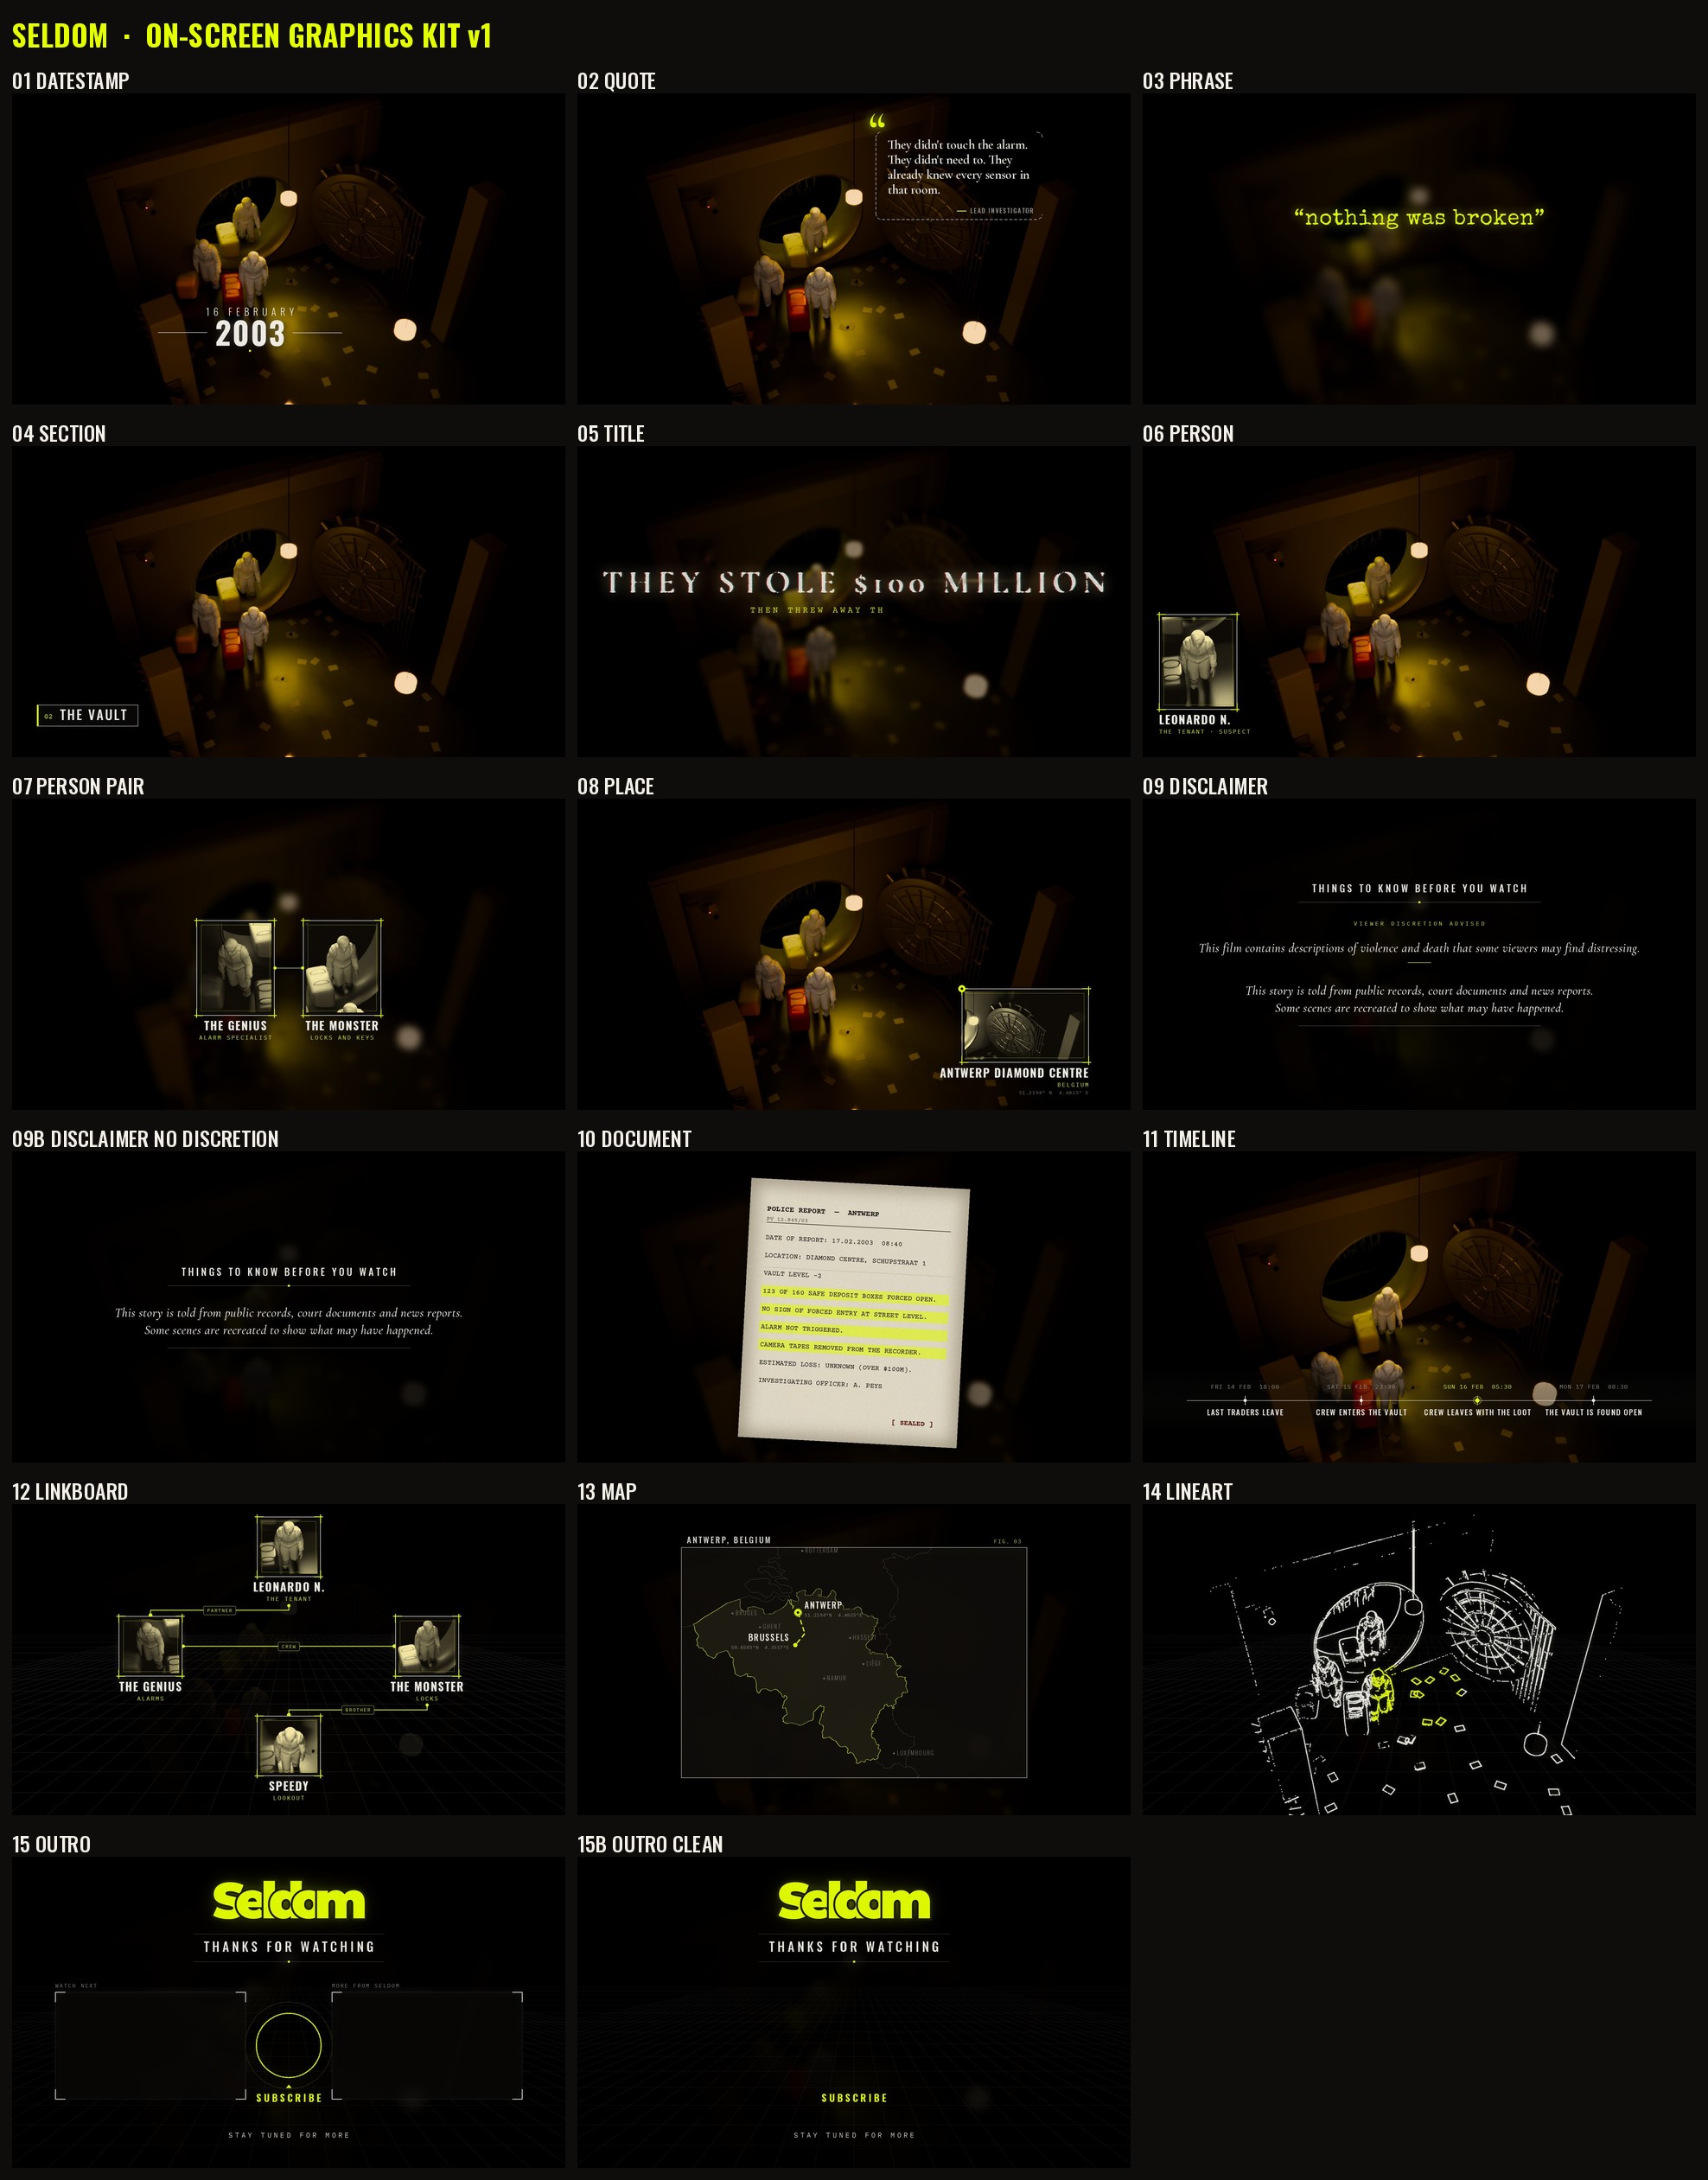 SELDOM · ON-SCREEN GRAPHICS KIT v1
01 DATESTAMP
02 QUOTE
03 PHRASE
16 FEBRUARY
2003
“
They didn't touch the alarm.
They didn't need to. They
already knew every sensor in
that room.
— LEAD INVESTIGATOR
“nothing was broken”
04 SECTION
05 TITLE
06 PERSON
02 THE VAULT
THEY STOLE $100 MILLION
THEN THREW AWAY TH
LEONARDO N.
THE TENANT · SUSPECT
07 PERSON PAIR
08 PLACE
09 DISCLAIMER
THE GENIUS
ALARM SPECIALIST
THE MONSTER
LOCKS AND KEYS
ANTWERP DIAMOND CENTRE
BELGIUM
THINGS TO KNOW BEFORE YOU WATCH
VIEWER DISCRETION ADVISED
This film contains descriptions of violence and death that some viewers may find distressing.
This story is told from public records, court documents and news reports.
Some scenes are recreated to show what may have happened.
09B DISCLAIMER NO DISCRETION
10 DOCUMENT
11 TIMELINE
THINGS TO KNOW BEFORE YOU WATCH
This story is told from public records, court documents and news reports.
Some scenes are recreated to show what may have happened.
POLICE REPORT — ANTWERP
DATE OF REPORT: 17.02.2003 08:40
LOCATION: DIAMOND CENTRE, SCHUPSTRAAT 1
VAULT LEVEL -2
123 OF 160 SAFE DEPOSIT BOXES FORCED OPEN.
NO SIGN OF FORCED ENTRY AT STREET LEVEL.
ALARM NOT TRIGGERED.
CAMERA TAPES REMOVED FROM THE RECORDER.
ESTIMATED LOSS: UNKNOWN (OVER $100M).
INVESTIGATING OFFICER: A. PEYS
[ SEALED ]
FRI 14 FEB 18:00
LAST TRADERS LEAVE
SAT 15 FEB
CREW ENTERS THE VAULT
SUN 16 FEB 05:30
CREW LEAVES WITH THE LOOT
MON 17 FEB 08:30
THE VAULT IS FOUND OPEN
12 LINKBOARD
13 MAP
14 LINEART
LEONARDO N.
THE TENANT
PARTNER
CREW
THE GENIUS
ALARMS
THE MONSTER
LOCKS
BROTHER
SPEEDY
LOOKOUT
ANTWERP, BELGIUM
FIG. 03
ROTTERDAM
ANTWERP
BRUGES
GHENT
BRUSSELS
HASSELT
LIÈGE
NAMUR
LUXEMBOURG
15 OUTRO
15B OUTRO CLEAN
Seldom
THANKS FOR WATCHING
WATCH NEXT
MORE FROM SELDOM
SUBSCRIBE
STAY TUNED FOR MORE
Seldom
THANKS FOR WATCHING
SUBSCRIBE
STAY TUNED FOR MORE